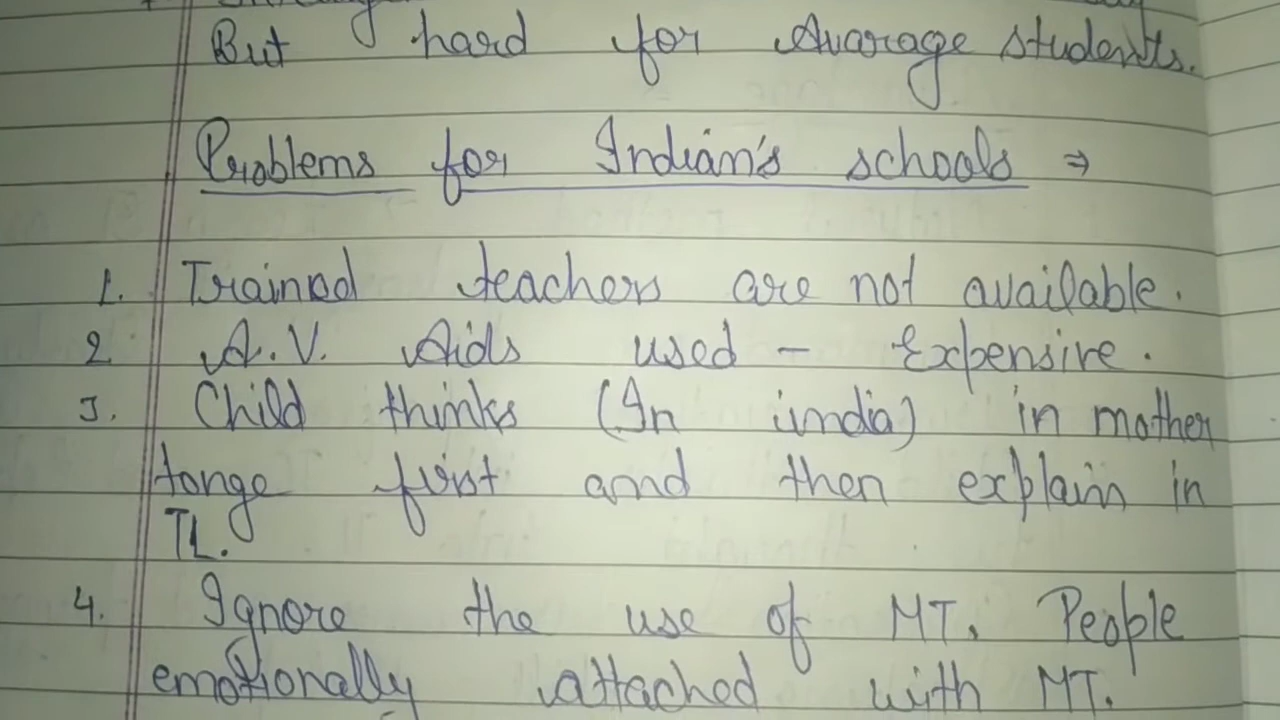 But hard for Avarage students.
Problems for Indian's schools ⇒
1. Trained teachers are not available.
2 A.V. Aids used - Expensive.
3. Child thinks (In india) in mother
tonge first and then explain in
TL.
4. Ignore the use of MT. People
emotionally attached with MT.